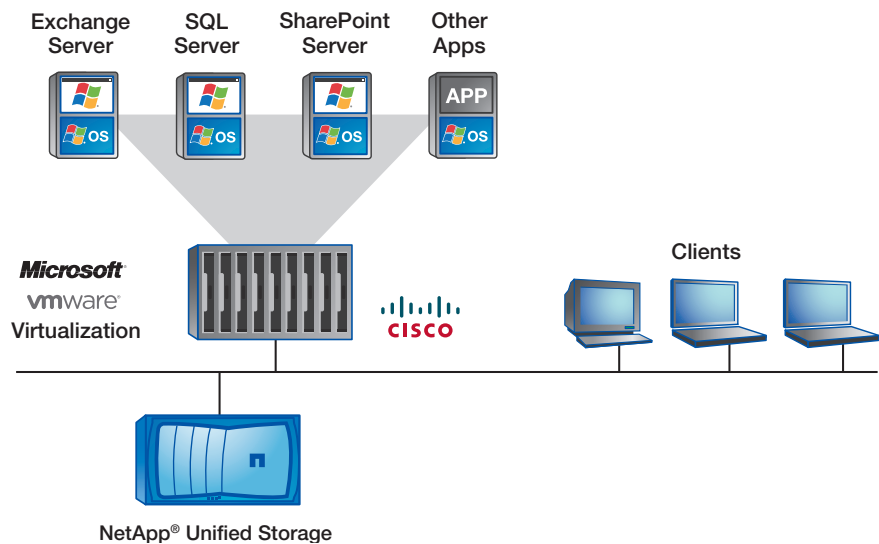 Exchange
Server
SQL
Server
SharePoint
Server
Other
Apps
APP
OS
OS
OS
OS
Microsoft
vmware®
Virtualization
CISCO
Clients
NetApp® Unified Storage